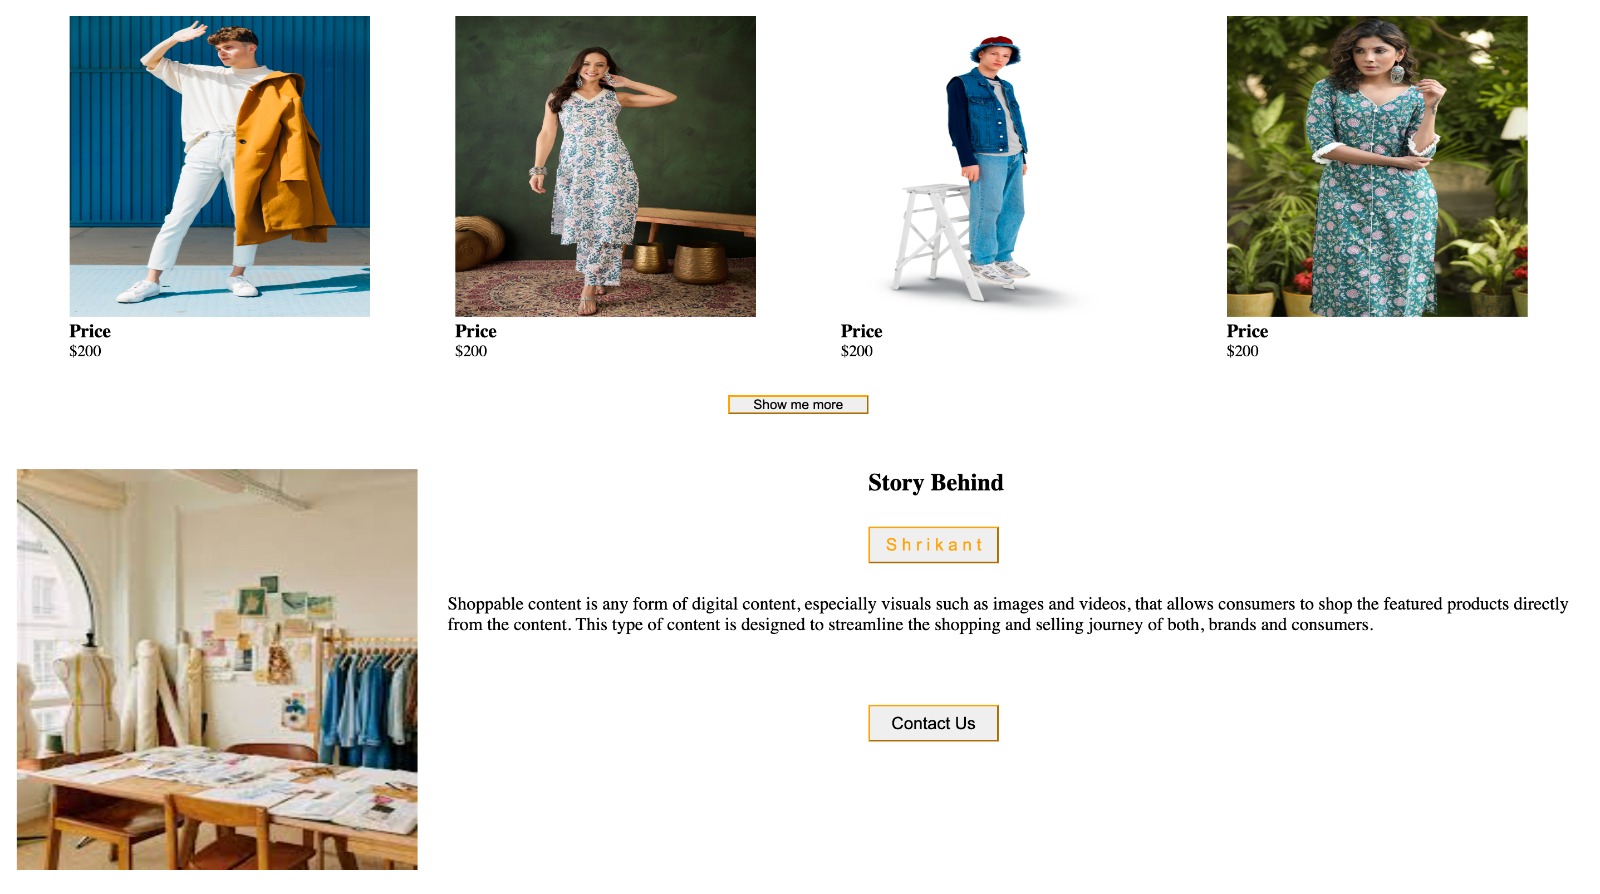 Price Price Price Price
$200 $200 $200 $200
Show me more
Story Behind
Shrikant
Shoppable content is any form of digital content, especially visuals such as images and videos, that allows consumers to shop the featured products directly
from the content. This type of content is designed to streamline the shopping and selling journey of both, brands and consumers.
Contact Us